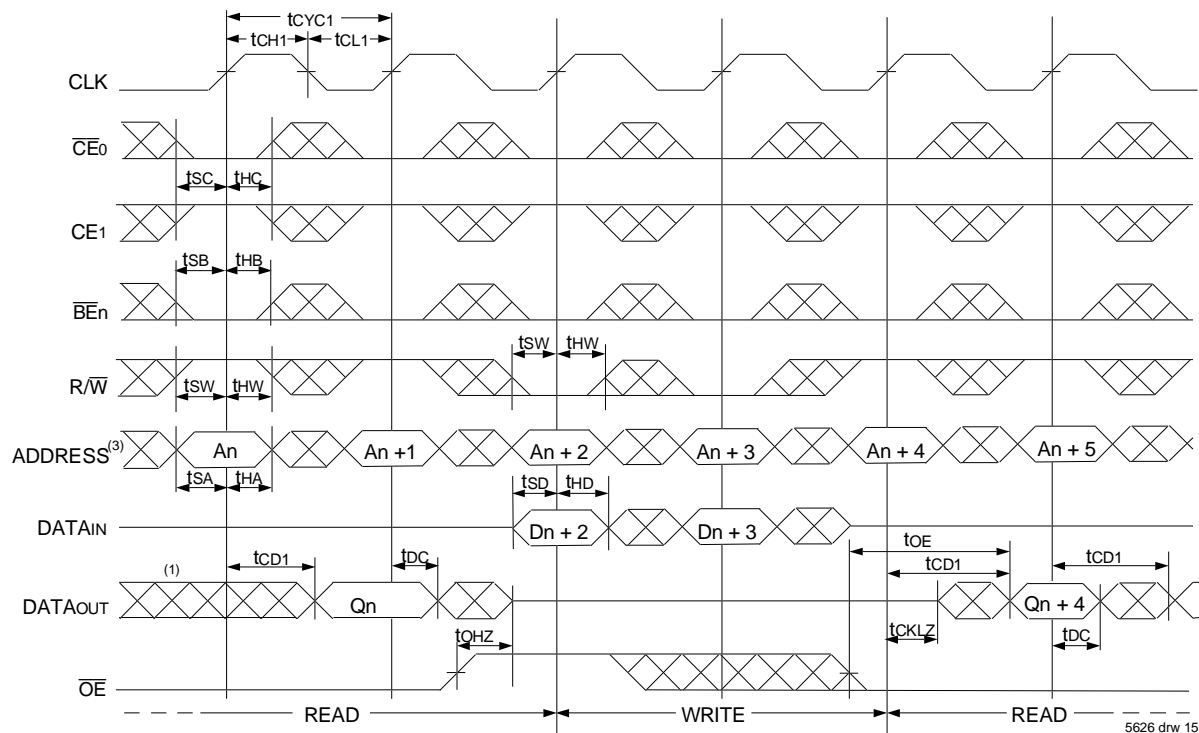 tCYC1
tCH1 tCL1
CLK
CE0
tSC tHC
CE1
tSB tHB
BEn
tSW tHW
R/W
tSW tHW
ADDRESS(3) An An +1 An + 2 An + 3 An + 4 An + 5
tSA tHA tSD tHD
DATAIN Dn + 2 Dn + 3
tOE
(1) tCD1 tDC tCD1 tCD1
DATAOUT Qn Qn + 4
tOHZ tCKLZ tDC
OE
READ WRITE READ
5626 drw 15